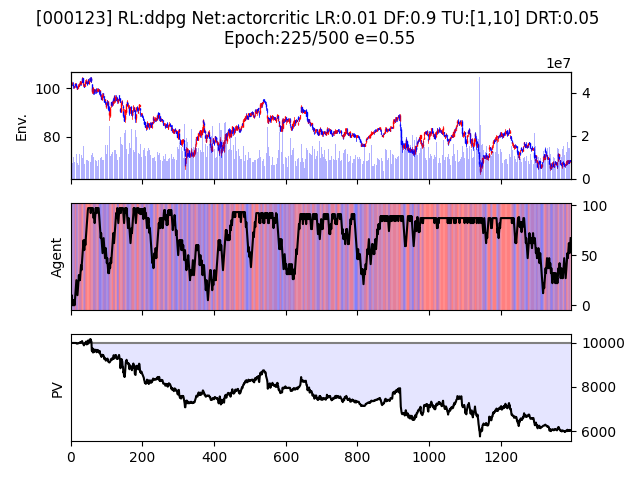 [000123] RL:ddpg Net:actorcritic LR:0.01 DF:0.9 TU:[1,10] DRT:0.05
Epoch:225/500 e=0.55
1e7
Env.
100
80
4
2
0
Agent
100
50
0
PV
10000
8000
6000
0 200 400 600 800 1000 1200